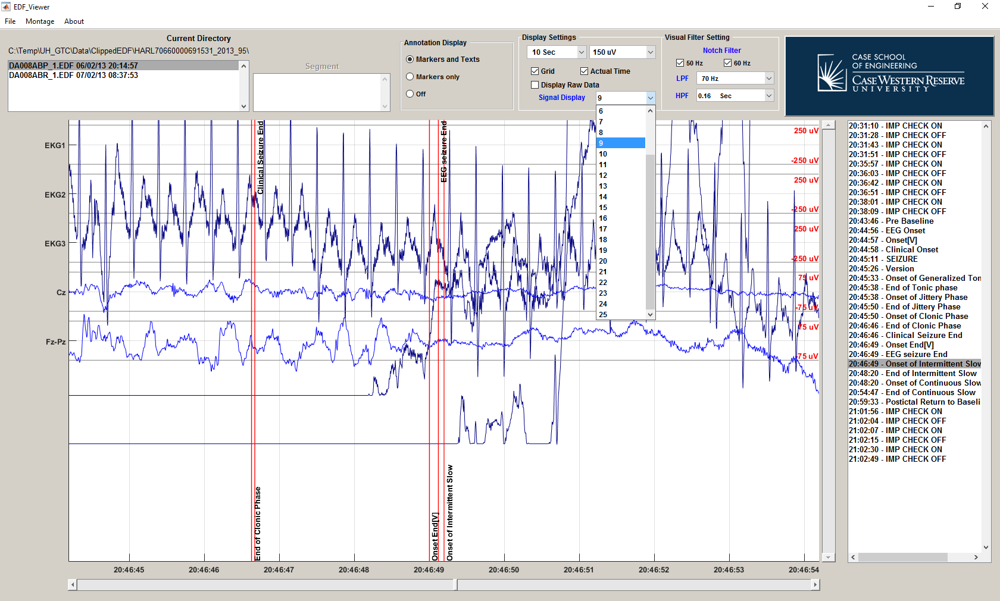 EDF_Viewer
File Montage About
Current Directory
C:\Temp\UH_GTC\Data\ClippedEDF\HARL70660000691531_2013_95\
DA008ABP_1.EDF 06/02/13 20:14:57
DA008ABR_1.EDF 07/02/13 08:37:53
Segment
Annotation Display
Markers and Texts
Markers only
Off
Display Settings
10 Sec
150 uV
Grid
Actual Time
Display Raw Data
Signal Display
9
6
7
8
9
10
11
12
13
14
15
16
17
18
19
20
21
22
23
24
25
Visual Filter Setting
Notch Filter
50 Hz
60 Hz
LPF
70 Hz
HPF
0.16 Sec
CASE SCHOOL
OF ENGINEERING
CASE WESTERN RESERVE
UNIVERSITY
EKG1
EKG2
EKG3
Cz
Fz-Pz
Clinical Seizure End
EEG seizure End
End of Clonic Phase
Onset End[V]
Onset of Intermittent Slow
250 uV
-250 uV
250 uV
-250 uV
250 uV
-250 uV
75 uV
-75 uV
75 uV
-75 uV
20:46:45
20:46:46
20:46:47
20:46:48
20:46:49
20:46:50
20:46:51
20:46:52
20:46:53
20:46:54
20:31:10 - IMP CHECK ON
20:31:28 - IMP CHECK OFF
20:31:43 - IMP CHECK ON
20:31:51 - IMP CHECK OFF
20:35:57 - IMP CHECK ON
20:36:03 - IMP CHECK OFF
20:36:42 - IMP CHECK ON
20:36:51 - IMP CHECK OFF
20:38:01 - IMP CHECK ON
20:38:09 - IMP CHECK OFF
20:43:46 - Pre Baseline
20:44:56 - EEG Onset
20:44:57 - Onset[V]
20:44:58 - Clinical Onset
20:45:11 - SEIZURE
20:45:26 - Version
20:45:33 - Onset of Generalized Ton
20:45:38 - End of Tonic phase
20:45:38 - Onset of Jittery Phase
20:45:50 - End of Jittery Phase
20:45:50 - Onset of Clonic Phase
20:46:46 - End of Clonic Phase
20:46:46 - Clinical Seizure End
20:46:49 - Onset End[V]
20:46:49 - EEG seizure End
20:46:49 - Onset of Intermittent Slow
20:48:20 - End of Intermittent Slow
20:48:20 - Onset of Continuous Slow
20:54:47 - End of Continuous Slow
20:59:33 - Postictal Return to Baseli
21:01:56 - IMP CHECK ON
21:02:04 - IMP CHECK OFF
21:02:07 - IMP CHECK ON
21:02:15 - IMP CHECK OFF
21:02:30 - IMP CHECK ON
21:02:49 - IMP CHECK OFF